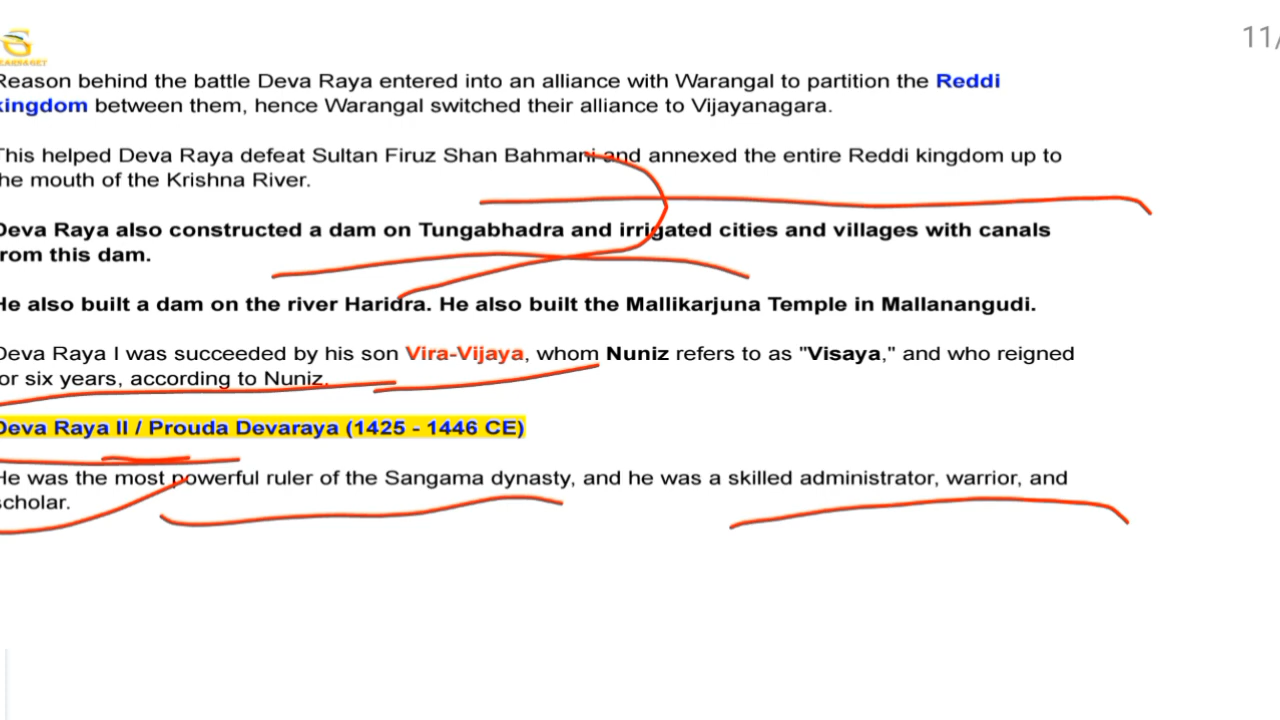 11/
Reason behind the battle Deva Raya entered into an alliance with Warangal to partition the Reddi
kingdom between them, hence Warangal switched their alliance to Vijayanagara.
This helped Deva Raya defeat Sultan Firuz Shan Bahmani and annexed the entire Reddi kingdom up to
the mouth of the Krishna River.
Deva Raya also constructed a dam on Tungabhadra and irrigated cities and villages with canals
from this dam.
He also built a dam on the river Haridra. He also built the Mallikarjuna Temple in Mallanangudi.
Deva Raya I was succeeded by his son Vira-Vijaya, whom Nuniz refers to as "Visaya," and who reigned
for six years, according to Nuniz.
Deva Raya II / Prouda Devaraya (1425 - 1446 CE)
He was the most powerful ruler of the Sangama dynasty, and he was a skilled administrator, warrior, and
scholar.